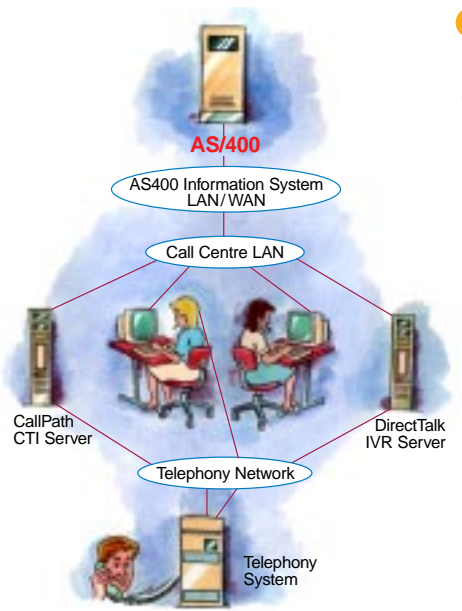 AS/400
AS400 Information System
LAN/WAN
Call Centre LAN
CallPath
CTI Server
DirectTalk
IVR Server
Telephony Network
Telephony
System